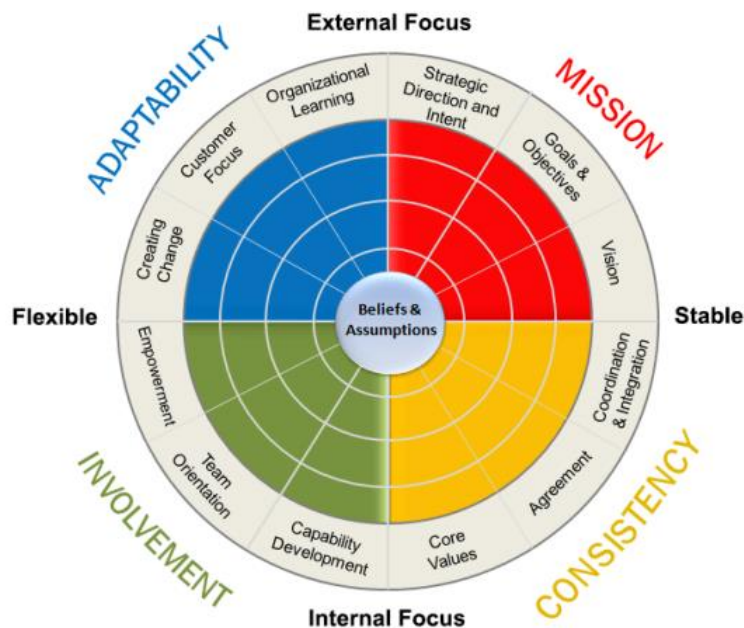 External Focus
ADAPTABILITY
MISSION
Organizational
Learning
Strategic
Direction and
Intent
Customer
Focus
Goals &
Objectives
Creating
Change
Vision
Flexible
Beliefs &
Assumptions
Stable
Empowerment
Coordination
& Integration
Team
Orientation
Agreement
Capability
Development
Core
Values
INVOLVEMENT
CONSISTENCY
Internal Focus